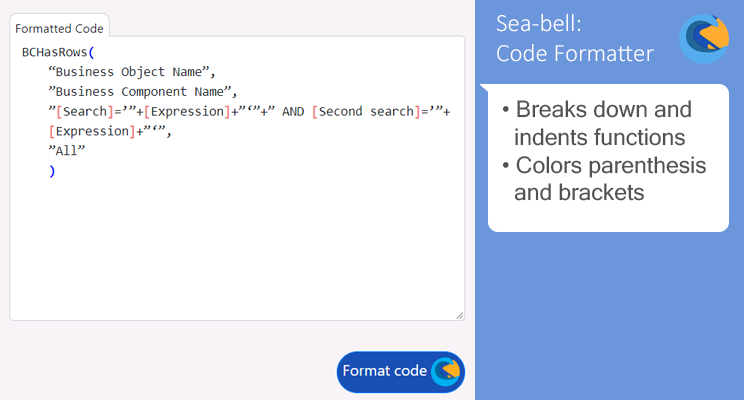 Formatted Code
BCHasRows(
“Business Object Name”,
”Business Component Name”,
”[Search]=’”+[Expression]+”‘”+” AND [Second search]=’”+
[Expression]+”‘”,
”All”
)
Format code
Sea-bell:
Code Formatter
• Breaks down and
indents functions
• Colors parenthesis
and brackets